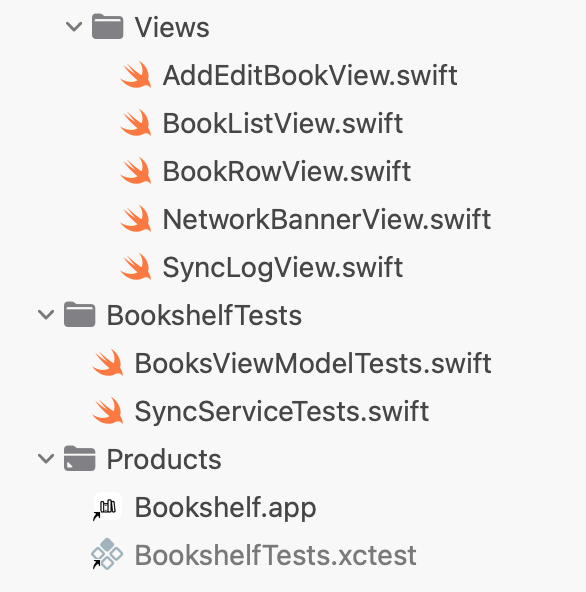 Views
AddEditBookView.swift
BookListView.swift
BookRowView.swift
NetworkBannerView.swift
SyncLogView.swift
BookshelfTests
BooksViewModelTests.swift
SyncServiceTests.swift
Products
Bookshelf.app
BookshelfTests.xctest